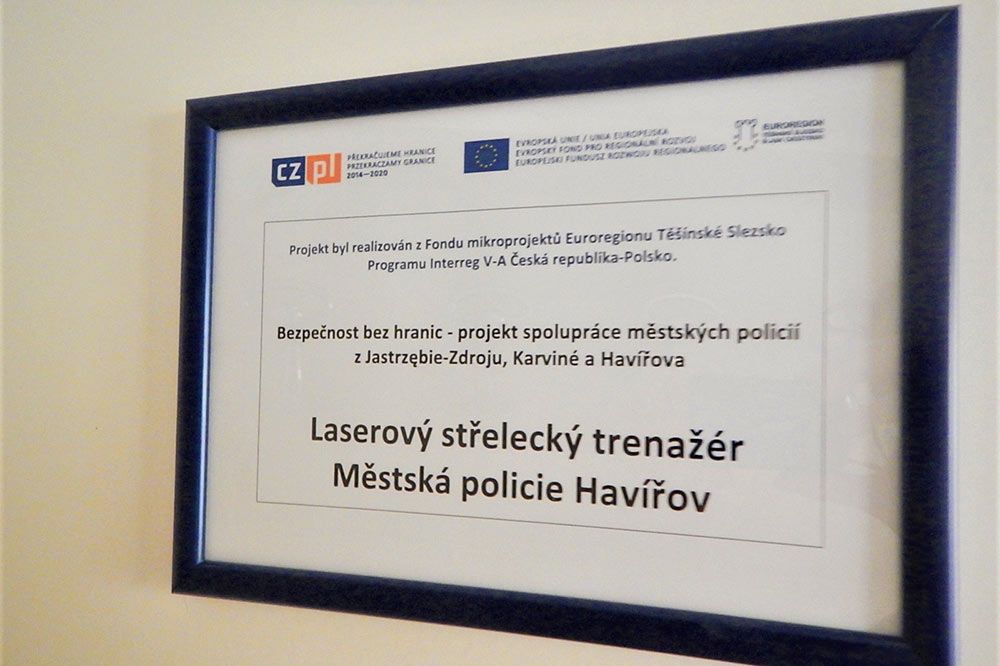 CZ pl
PŘEKRAČUJEME HRANICE
PRZEKRACZAMY GRANICE
2014—2020
EVROPSKÁ UNIE / UNIA EUROPEJSKA
EVROPSKÝ FOND PRO REGIONÁLNÍ ROZVOJ
EUROPEJSKI FUNDUSZ ROZWOJU REGIONALNEGO
EUROREGION
Projekt byl realizován z Fondu mikroprojektů Euroregionu Těšínské Slezsko
Programu Interreg V-A Česká republika-Polsko.
Bezpečnost bez hranic - projekt spolupráce městských policií
z Jastrzębie-Zdroju, Karviné a Havířova
Laserový střelecký trenažér
Městská policie Havířov